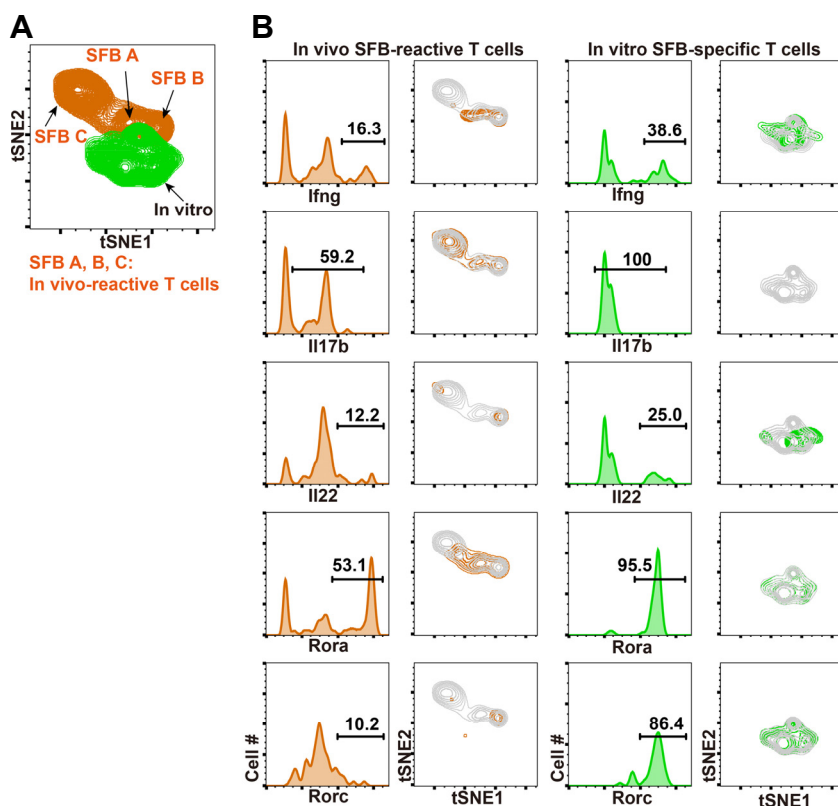 A
SFB A
SFB B
SFB C
In vitro
tSNE2
tSNE1
SFB A, B, C:
In vivo-reactive T cells
B
In vivo SFB-reactive T cells
In vitro SFB-specific T cells
16.3
Ifng
38.6
Ifng
59.2
Il17b
100
Il17b
12.2
Il22
25.0
Il22
53.1
Rora
95.5
Rora
Cell #
10.2
Rorc
tSNE2
tSNE1
86.4
Rorc
tSNE2
tSNE1